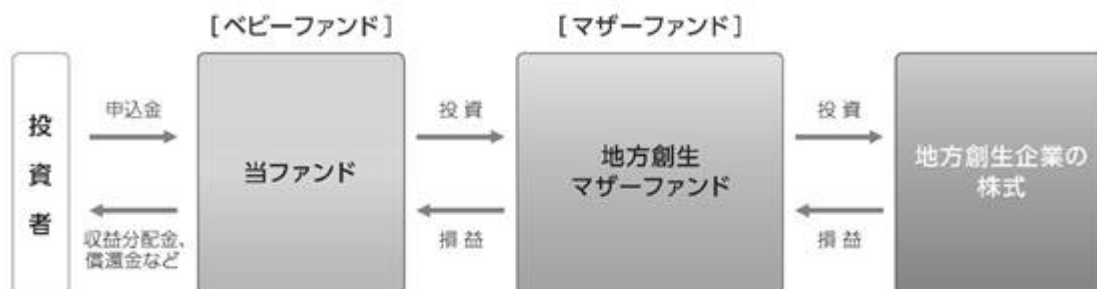 [ベビーファンド]
[マザーファンド]
投資者
申込金
収益分配金、
償還金など
当ファンド
投資
損益
地方創生
マザーファンド
投資
損益
地方創生企業の
株式